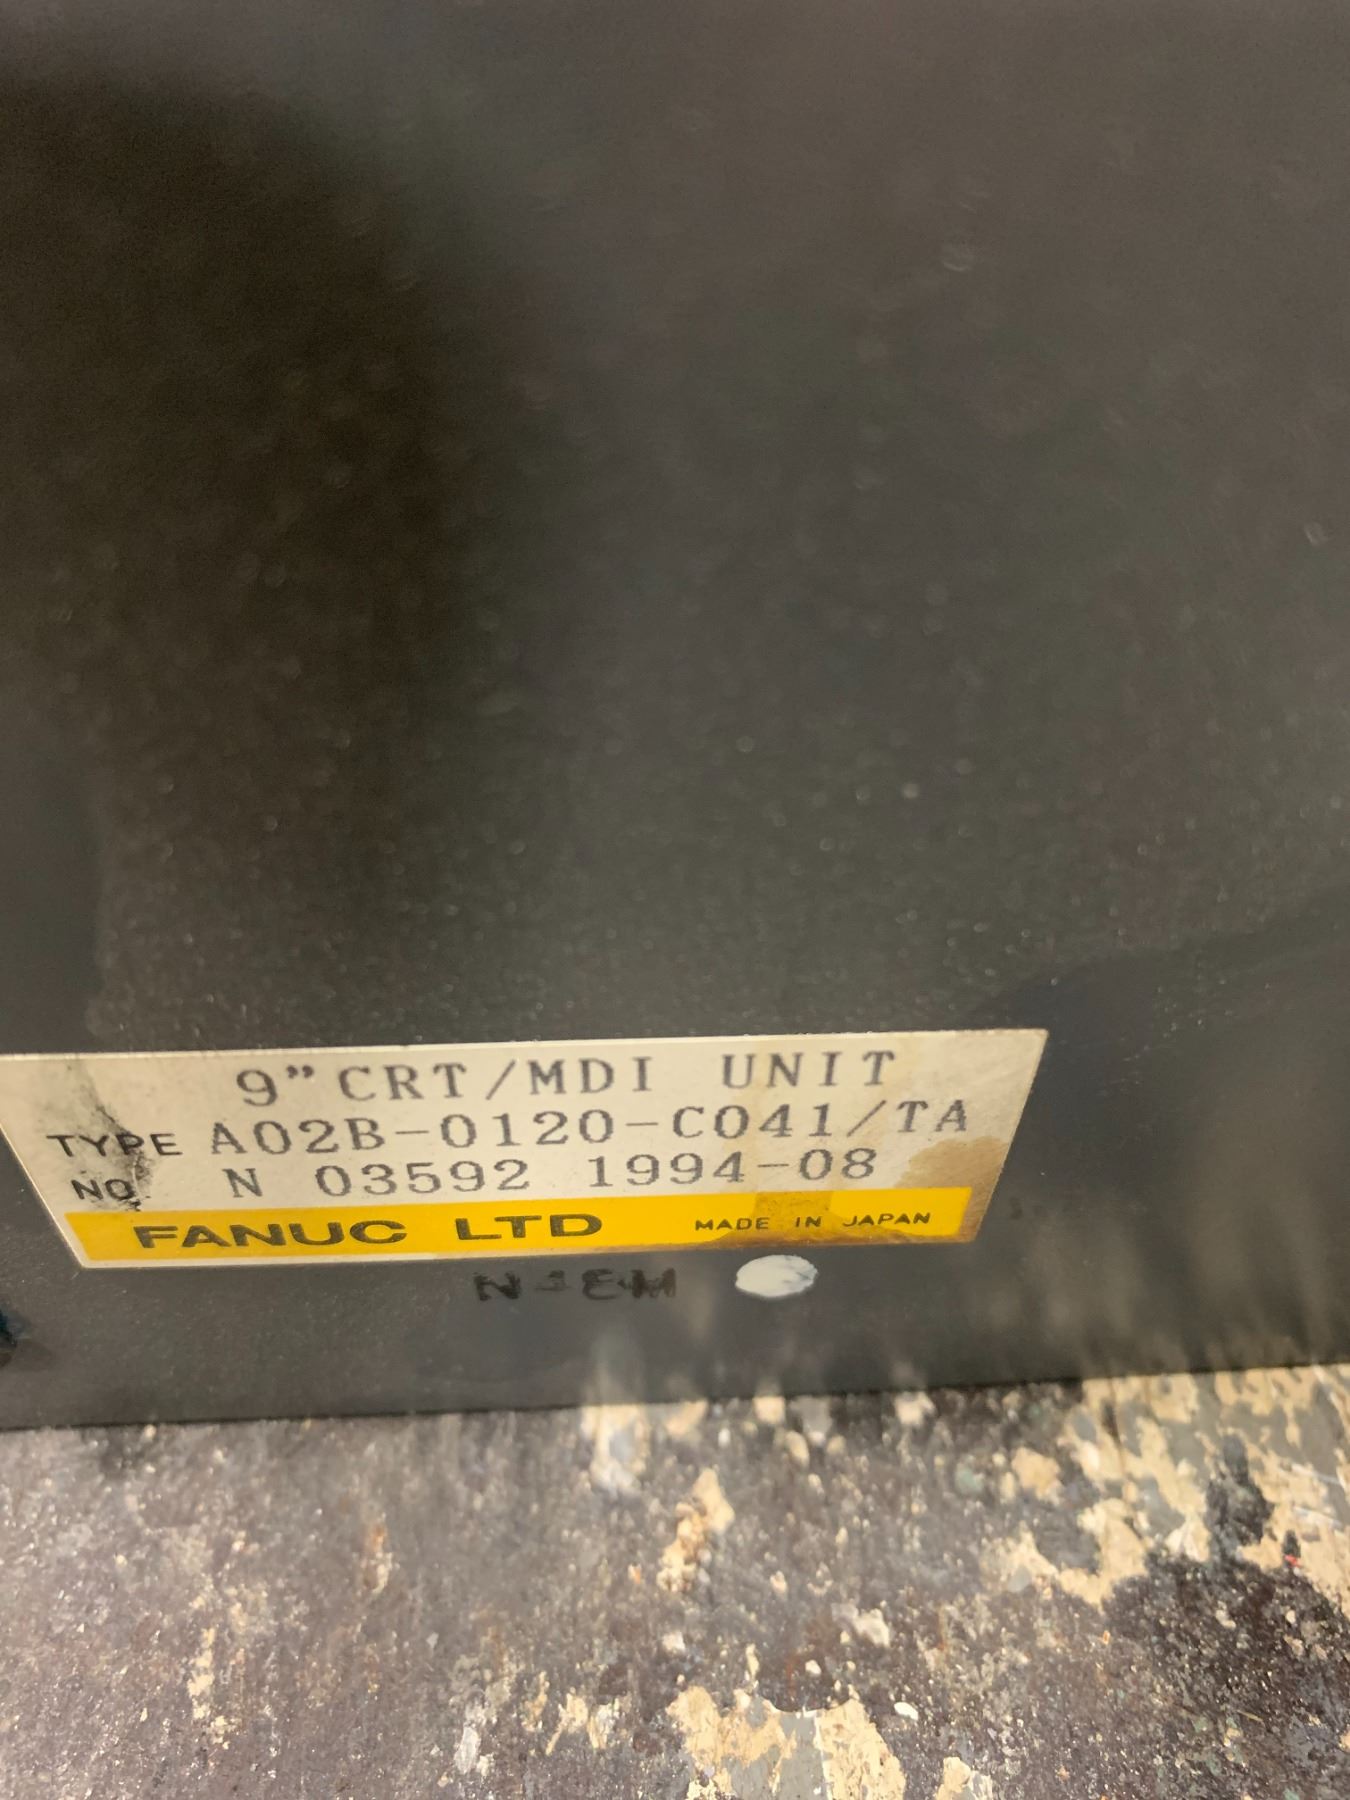 9"CRT/MDI UNIT
TYPE A02B-0120-C041/TA
NO. N 03592 1994-08
FANUC LTD MADE IN JAPAN